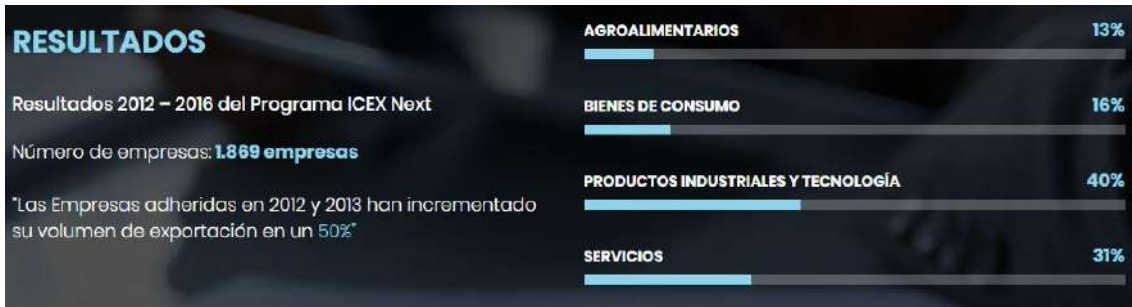 RESULTADOS
Resultados 2012 – 2016 del Programa ICEX Next
Número de empresas: 1.869 empresas
"Las Empresas adheridas en 2012 y 2013 han incrementado
su volumen de exportación en un 50%"
AGROALIMENTARIOS 13%
BIENES DE CONSUMO 16%
PRODUCTOS INDUSTRIALES Y TECNOLOGÍA 40%
SERVICIOS 31%